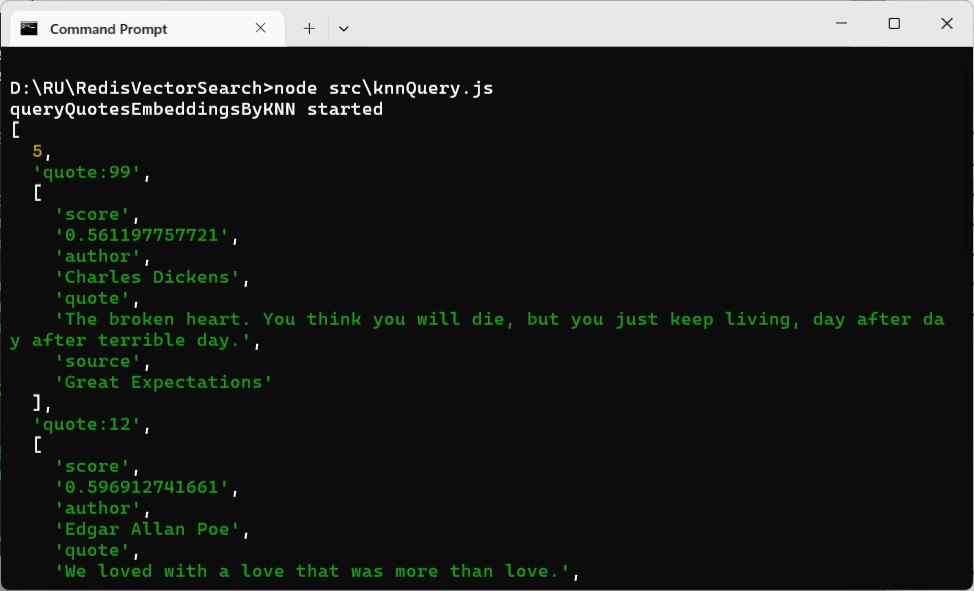 Command Prompt
D:\RU\RedisVectorSearch>node src\knnQuery.js
queryQuotesEmbeddingsByKNN started
[
  5,
  'quote:99',
  [
    'score',
    '0.561197757721',
    'author',
    'Charles Dickens',
    'quote',
    'The broken heart. You think you will die, but you just keep living, day after da
y after terrible day.',
    'source',
    'Great Expectations'
  ],
  'quote:12',
  [
    'score',
    '0.596912741661',
    'author',
    'Edgar Allan Poe',
    'quote',
    'We loved with a love that was more than love.',